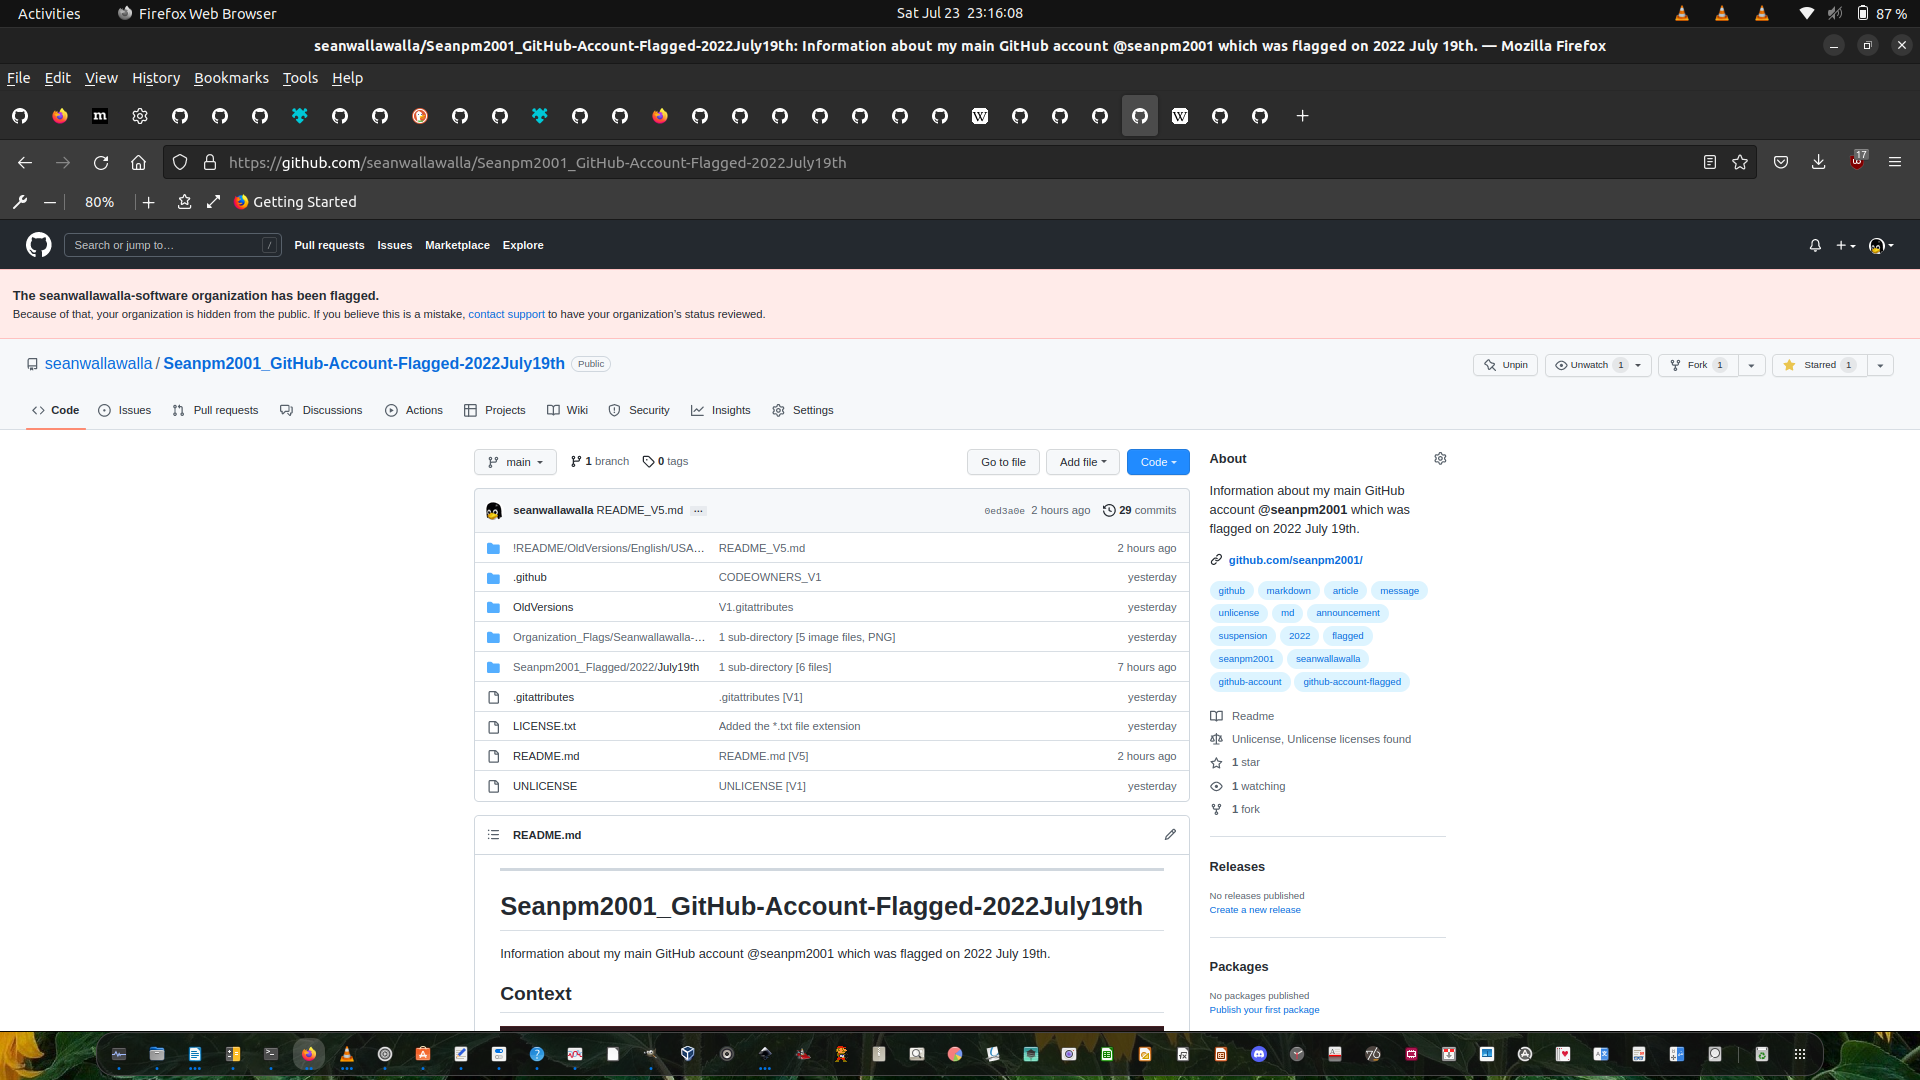 Activities Firefox Web Browser Sat Jul 23 23:16:08 87 %
seanwallawalla/Seanpm2001_GitHub-Account-Flagged-2022July19th: Information about my main GitHub account @seanpm2001 which was flagged on 2022 July 19th. — Mozilla Firefox
File Edit View History Bookmarks Tools Help
https://github.com/seanwallawalla/Seanpm2001_GitHub-Account-Flagged-2022July19th 17
80% Getting Started
Search or jump to… / Pull requests Issues Marketplace Explore
The seanwallawalla-software organization has been flagged.
Because of that, your organization is hidden from the public. If you believe this is a mistake, contact support to have your organization's status reviewed.
seanwallawalla / Seanpm2001_GitHub-Account-Flagged-2022July19th Public Unpin Unwatch 1 Fork 1 Starred 1
Code Issues Pull requests Discussions Actions Projects Wiki Security Insights Settings
main 1 branch 0 tags Go to file Add file Code
seanwallawalla README_V5.md ... 0ed3a0e 2 hours ago 29 commits
!README/OldVersions/English/USA… README_V5.md 2 hours ago
.github CODEOWNERS_V1 yesterday
OldVersions V1.gitattributes yesterday
Organization_Flags/Seanwallawalla-… 1 sub-directory [5 image files, PNG] yesterday
Seanpm2001_Flagged/2022/July19th 1 sub-directory [6 files] 7 hours ago
.gitattributes .gitattributes [V1] yesterday
LICENSE.txt Added the *.txt file extension yesterday
README.md README.md [V5] 2 hours ago
UNLICENSE UNLICENSE [V1] yesterday
README.md
Seanpm2001_GitHub-Account-Flagged-2022July19th
Information about my main GitHub account @seanpm2001 which was flagged on 2022 July 19th.
Context
About
Information about my main GitHub
account @seanpm2001 which was
flagged on 2022 July 19th.
github.com/seanpm2001/
github markdown article message
unlicense md announcement
suspension 2022 flagged
seanpm2001 seanwallawalla
github-account github-account-flagged
Readme
Unlicense, Unlicense licenses found
1 star
1 watching
1 fork
Releases
No releases published
Create a new release
Packages
No packages published
Publish your first package